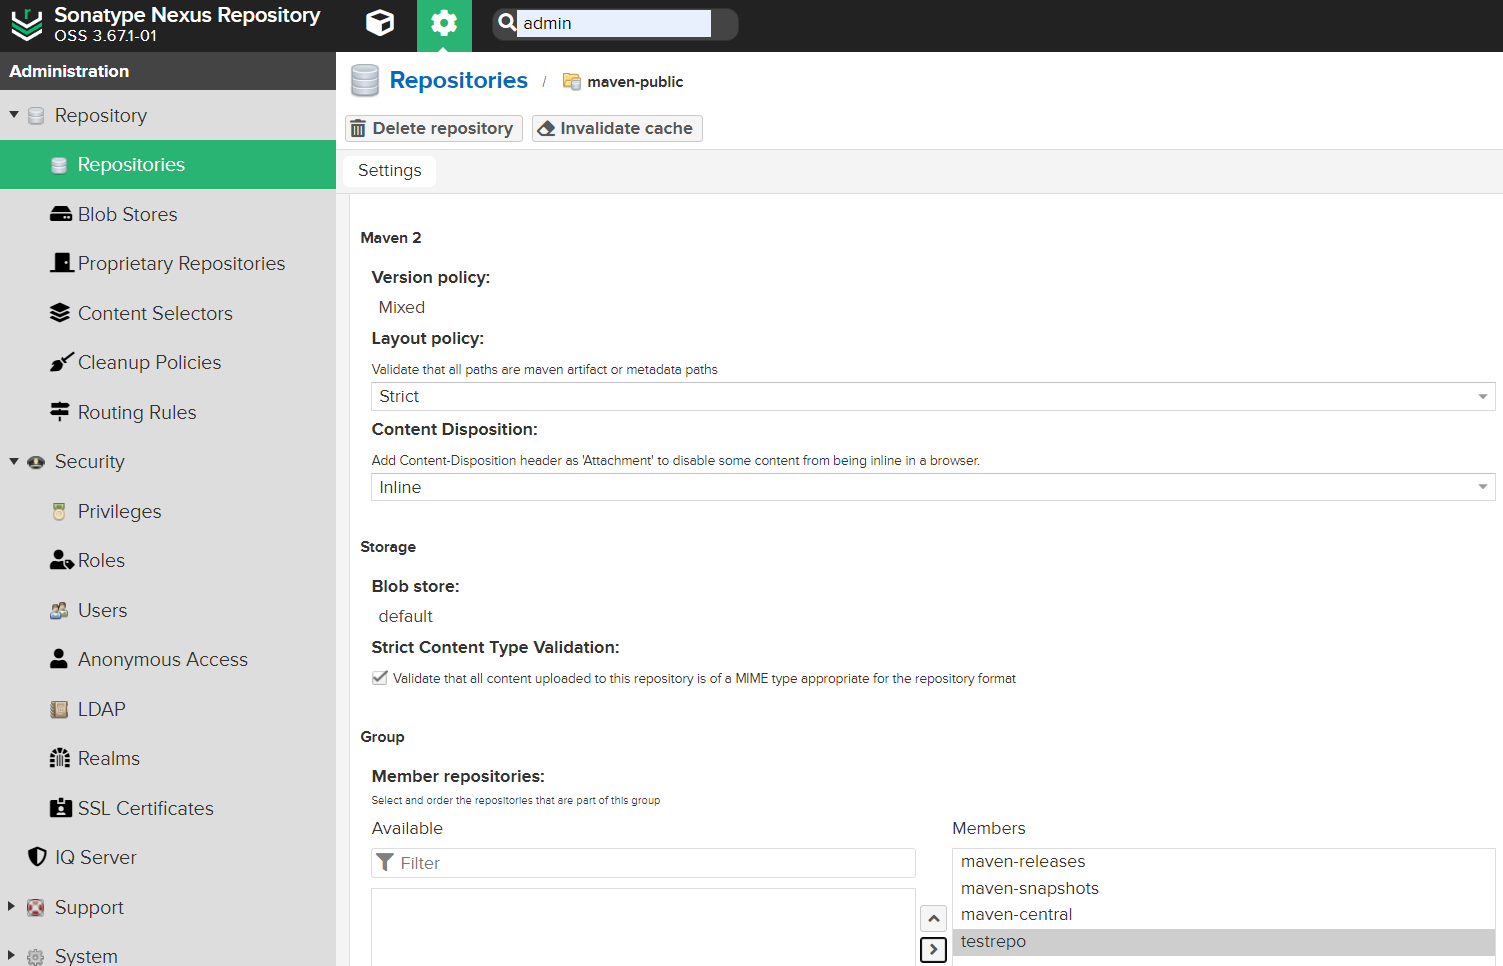 Sonatype Nexus Repository
OSS 3.67.1-01
admin
Administration
Repository
Repositories
Blob Stores
Proprietary Repositories
Content Selectors
Cleanup Policies
Routing Rules
Security
Privileges
Roles
Users
Anonymous Access
LDAP
Realms
SSL Certificates
IQ Server
Support
System
Repositories / maven-public
Delete repository
Invalidate cache
Settings
Maven 2
Version policy:
Mixed
Layout policy:
Validate that all paths are maven artifact or metadata paths
Strict
Content Disposition:
Add Content-Disposition header as 'Attachment' to disable some content from being inline in a browser.
Inline
Storage
Blob store:
default
Strict Content Type Validation:
Validate that all content uploaded to this repository is of a MIME type appropriate for the repository format
Group
Member repositories:
Select and order the repositories that are part of this group
Available
Filter
Members
maven-releases
maven-snapshots
maven-central
testrepo